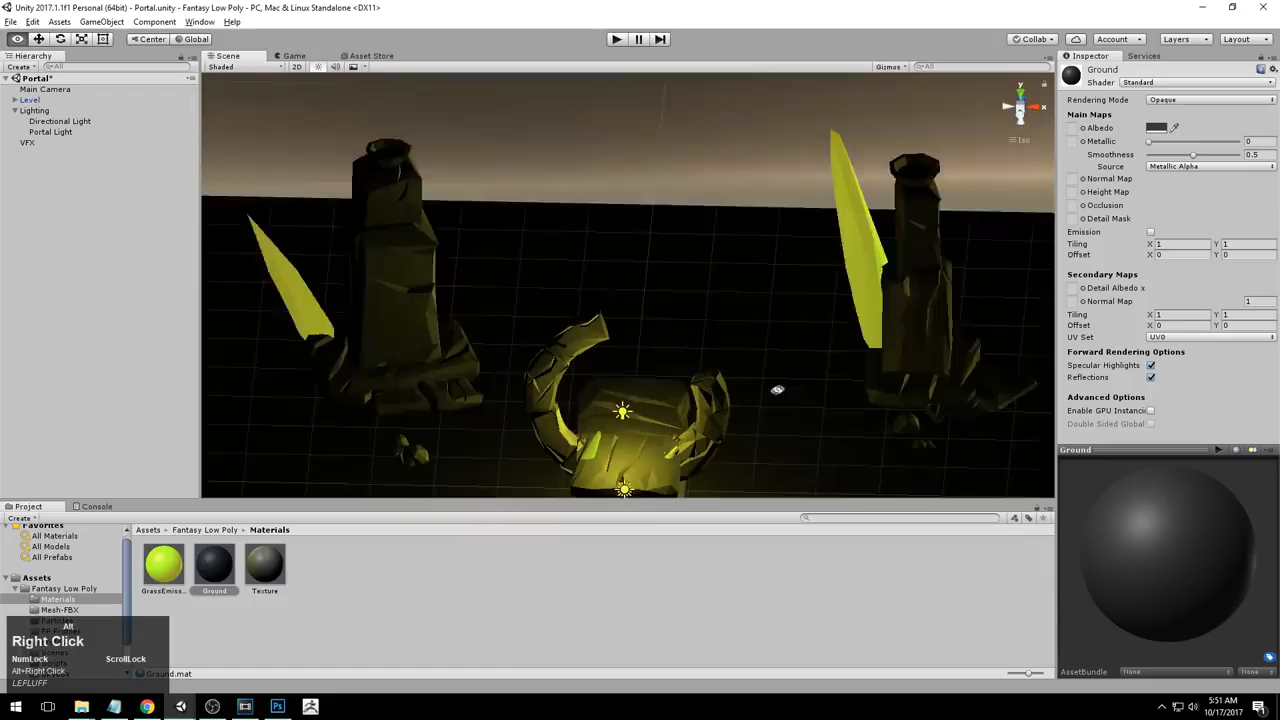 Unity 2017.1.1f1 Personal (64bit) - Portal.unity - Fantasy Low Poly - PC, Mac & Linux Standalone <DX11>
File Edit Assets GameObject Component Window Help
Center Global Collab Account Layers Layout
Hierarchy Scene Game Asset Store Inspector Services
Create All Shaded 2D Gizmos All Ground
Portal* Shader Standard
Main Camera
Level
Lighting
Directional Light
Portal Light
VFX
y
x
Iso
Rendering Mode Opaque
Main Maps
Albedo
Metallic 0
Smoothness 0.5
Source Metallic Alpha
Normal Map
Height Map
Occlusion
Detail Mask
Emission
Tiling X 1 Y 1
Offset X 0 Y 0
Secondary Maps
Detail Albedo x
Normal Map 1
Tiling X 1 Y 1
Offset X 0 Y 0
UV Set UV0
Forward Rendering Options
Specular Highlights
Reflections
Advanced Options
Enable GPU Instancin
Double Sided Global
Ground
Project Console
Create
Favorites
All Materials
All Models
All Prefabs
Assets
Fantasy Low Poly
Materials
Mesh-FBX
Assets Fantasy Low Poly Materials
GrassEmiss... Ground Texture
Alt
Right Click
NumLock ScrollLock
Alt+Right Click
LEFLUFF
Ground.mat
AssetBundle None None
5:51 AM
10/17/2017